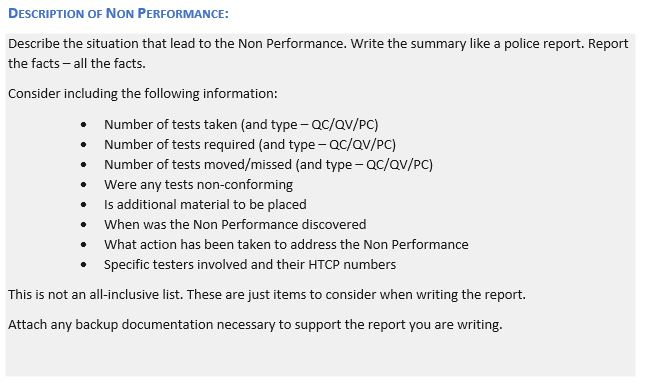 DESCRIPTION OF NON PERFORMANCE:
Describe the situation that lead to the Non Performance. Write the summary like a police report. Report
the facts – all the facts.
Consider including the following information:
• Number of tests taken (and type – QC/QV/PC)
• Number of tests required (and type – QC/QV/PC)
• Number of tests moved/missed (and type – QC/QV/PC)
• Were any tests non-conforming
• Is additional material to be placed
• When was the Non Performance discovered
• What action has been taken to address the Non Performance
• Specific testers involved and their HTCP numbers
This is not an all-inclusive list. These are just items to consider when writing the report.
Attach any backup documentation necessary to support the report you are writing.